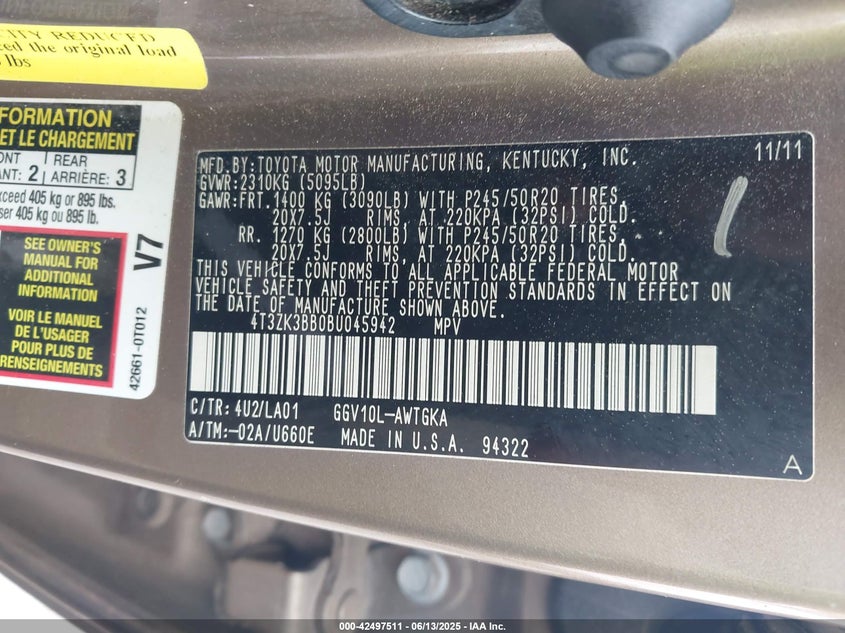 CITY REDUCED
ced the original load
lbs
FORMATION
ET LE CHARGEMENT
ONT 2 REAR 3
ANT: ARRIÈRE:
xceed 405 kg or 895 lbs.
ser 405 kg ou 895 lb.
SEE OWNER'S
MANUAL FOR
ADDITIONAL
INFORMATION
VOIR LE MANUEL
DE L'USAGER
POUR PLUS DE
RENSEIGNEMENTS
V7
42661-0T012
MFD.BY:TOYOTA MOTOR MANUFACTURING, KENTUCKY, INC. 11/11
GVWR:2310KG (5095LB)
GAWR:FRT. 1400 KG (3090LB) WITH P245/50R20 TIRES,
20X7.5J RIMS, AT 220KPA (32PSI) COLD.
RR. 1270 KG (2800LB) WITH P245/50R20 TIRES,
20X7.5J RIMS, AT 220KPA (32PSI) COLD.
THIS VEHICLE CONFORMS TO ALL APPLICABLE FEDERAL MOTOR
VEHICLE SAFETY AND THEFT PREVENTION STANDARDS IN EFFECT ON
THE DATE OF MANUFACTURE SHOWN ABOVE.
4T3ZK3BB0BU045942 MPV
C/TR: 4U2/LA01 GGV10L-AWTGKA
A/TM:-02A/U660E MADE IN U.S.A. 94322
A
000-42497511 - 06/13/2025 - IAA Inc.